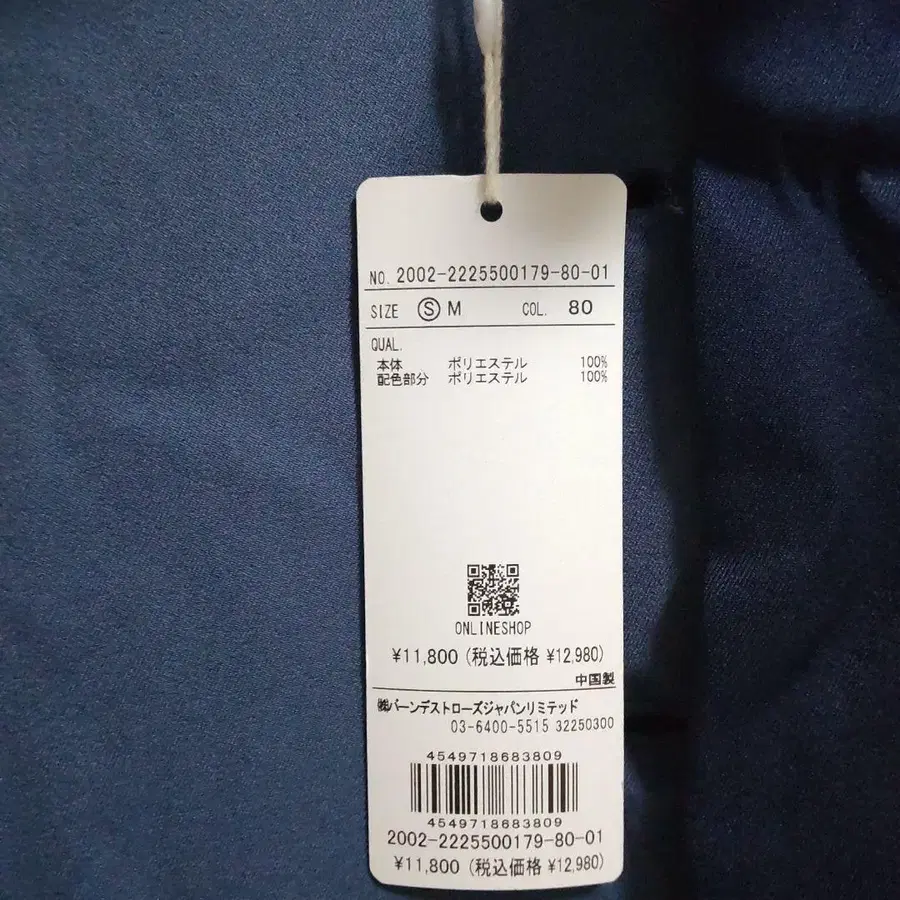 NO. 2002-2225500179-80-01
SIZE Ⓢ M COL. 80
QUAL.
本体 ポリエステル 100%
配色部分 ポリエステル 100%
ONLINESHOP
¥11,800 (税込価格 ¥12,980)
中国製
㈱バーンデストローズジャパンリミテッド
03-6400-5515 32250300
4549718683809
4549718683809
2002-2225500179-80-01
¥11,800 (税込価格 ¥12,980)